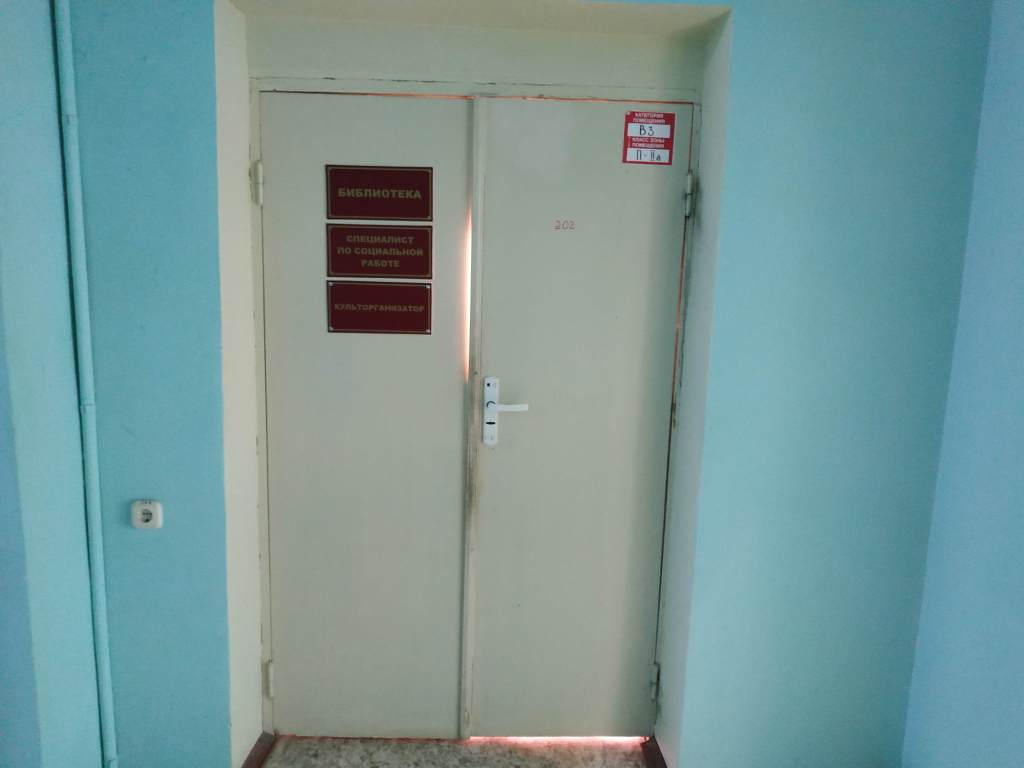 БИБЛИОТЕКА
СПЕЦИАЛИСТ
ПО СОЦИАЛЬНОЙ
РАБОТЕ
КУЛЬТОРГАНИЗАТОР
202
КАТЕГОРИЯ
ПОМЕЩЕНИЯ
В3
КЛАСС ЗОНЫ
ПОМЕЩЕНИЯ
П-IIа